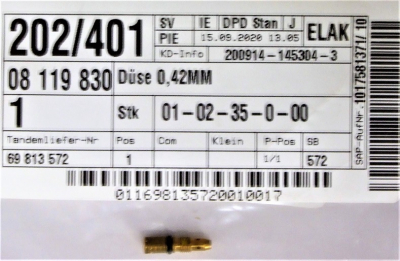 202/401 SV IE DPD Stan J ELAK
PIE 15.09.2020 13.05
KD-Info 200914-145304-3
08 119 830 Düse 0,42MM
1 Stk 01-02-35-0-00
Tandemliefer-Nr Pos Com Klein P-Pos SB
69 813 572 1 1/1 572
011698135720010017
SAP-AufNr. 1017581371/ 10